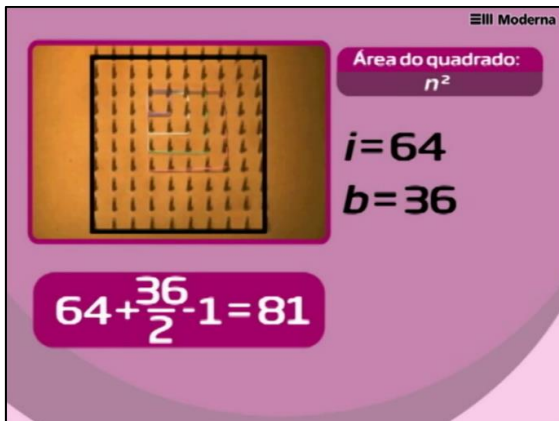 Moderna
Área do quadrado:
n²
i=64
b=36
64+36/2-1=81